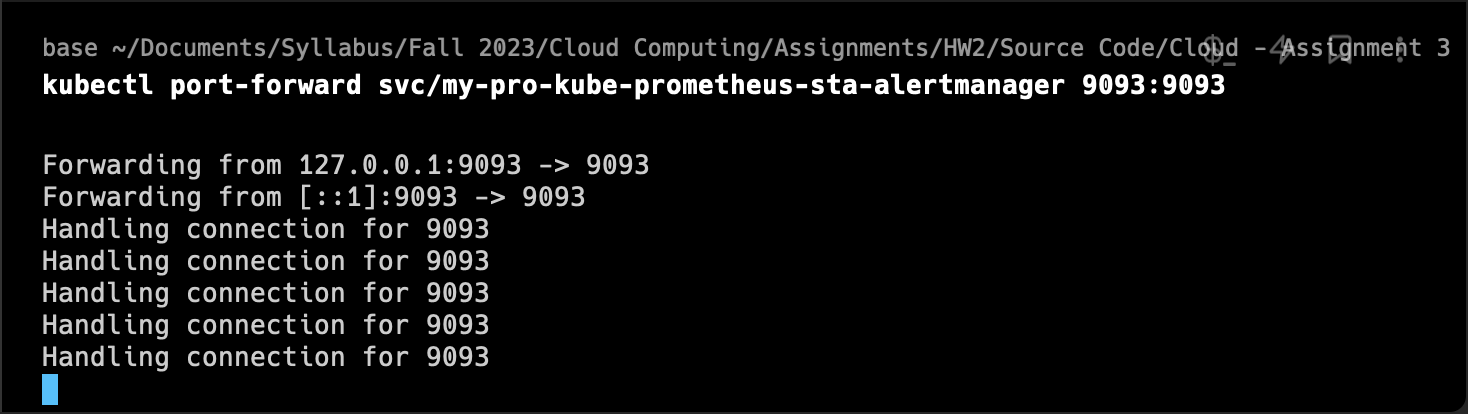 base ~/Documents/Syllabus/Fall 2023/Cloud Computing/Assignments/HW2/Source Code/Cloud - Assignment 3
kubectl port-forward svc/my-pro-kube-prometheus-sta-alertmanager 9093:9093
Forwarding from 127.0.0.1:9093 -> 9093
Forwarding from [::1]:9093 -> 9093
Handling connection for 9093
Handling connection for 9093
Handling connection for 9093
Handling connection for 9093
Handling connection for 9093